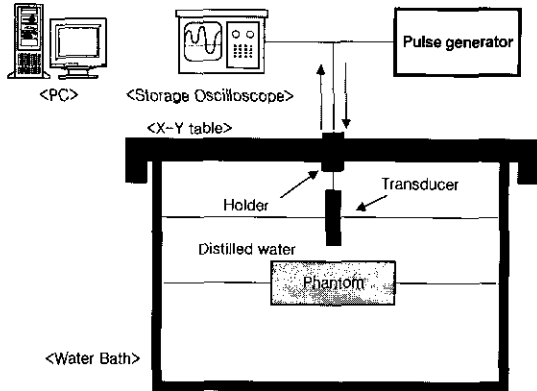 Pulse generator
<PC>
<Storage Oscilloscope>
<X-Y table>
Holder
Transducer
Distilled water
Phantom
<Water Bath>